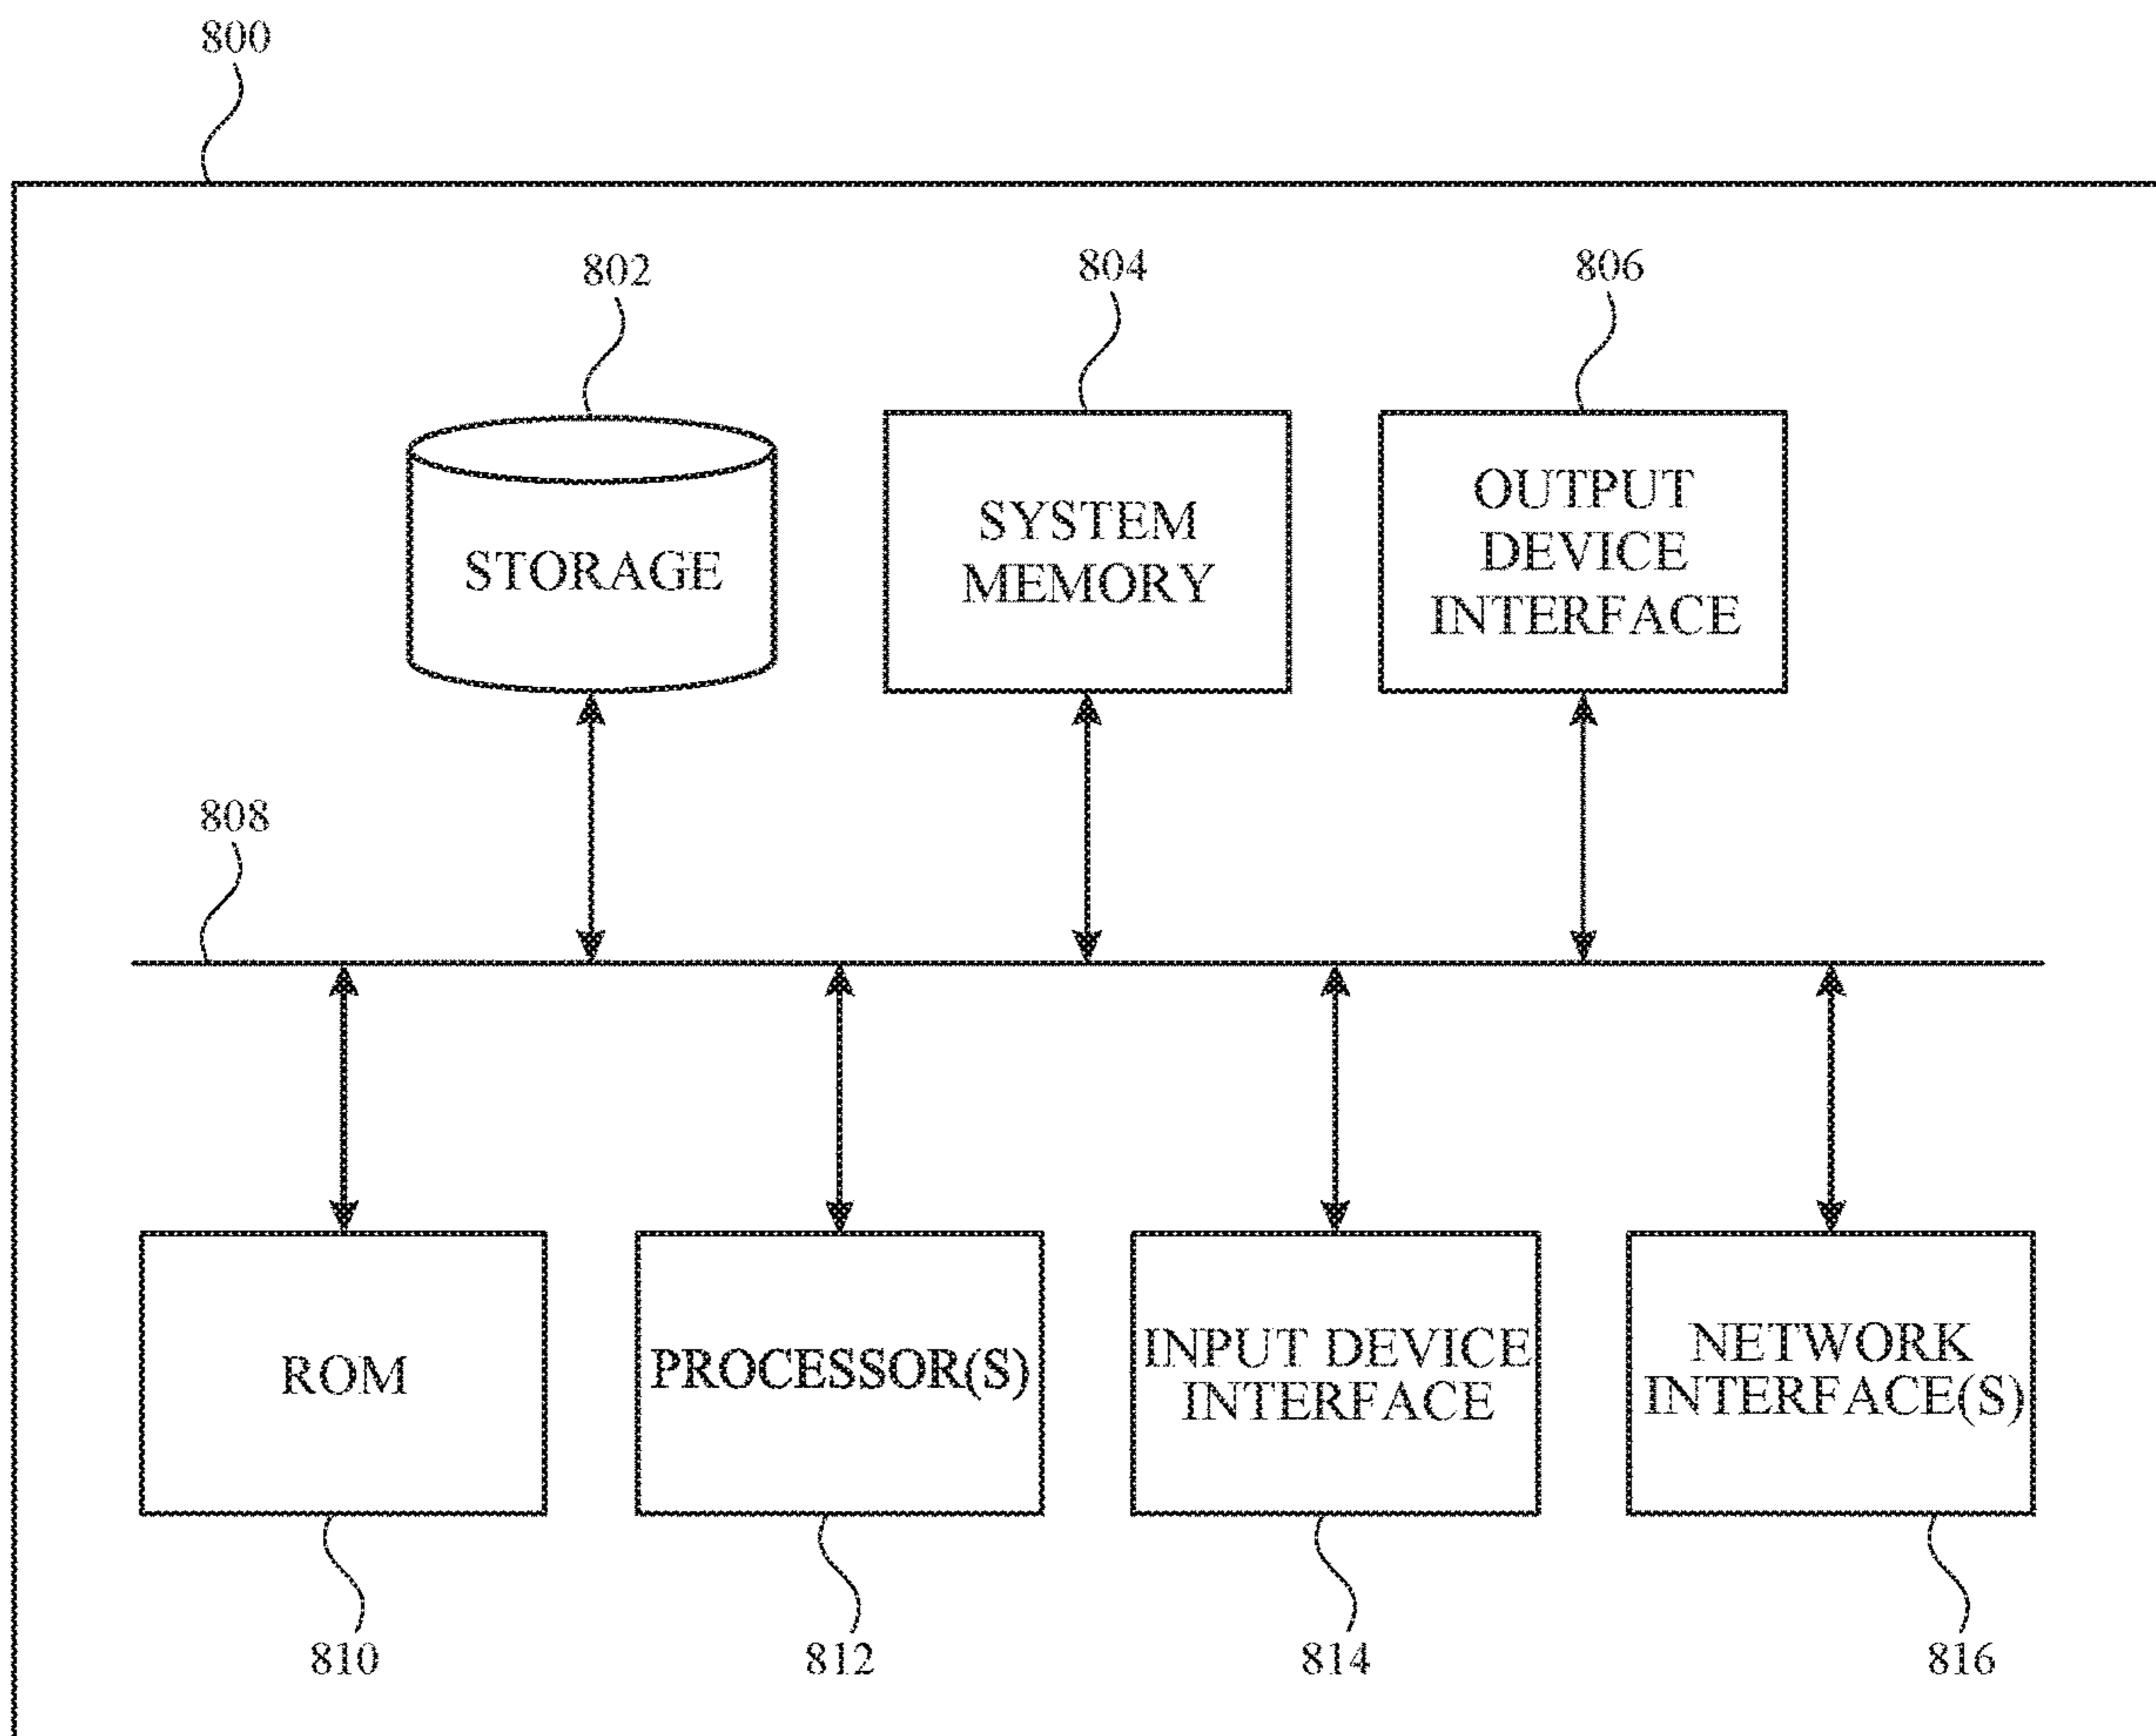 800
802
804
806
STORAGE
SYSTEM
MEMORY
OUTPUT
DEVICE
INTERFACE
808
ROM
PROCESSOR(S)
INPUT DEVICE
INTERFACE
NETWORK
INTERFACE(S)
810
812
814
816